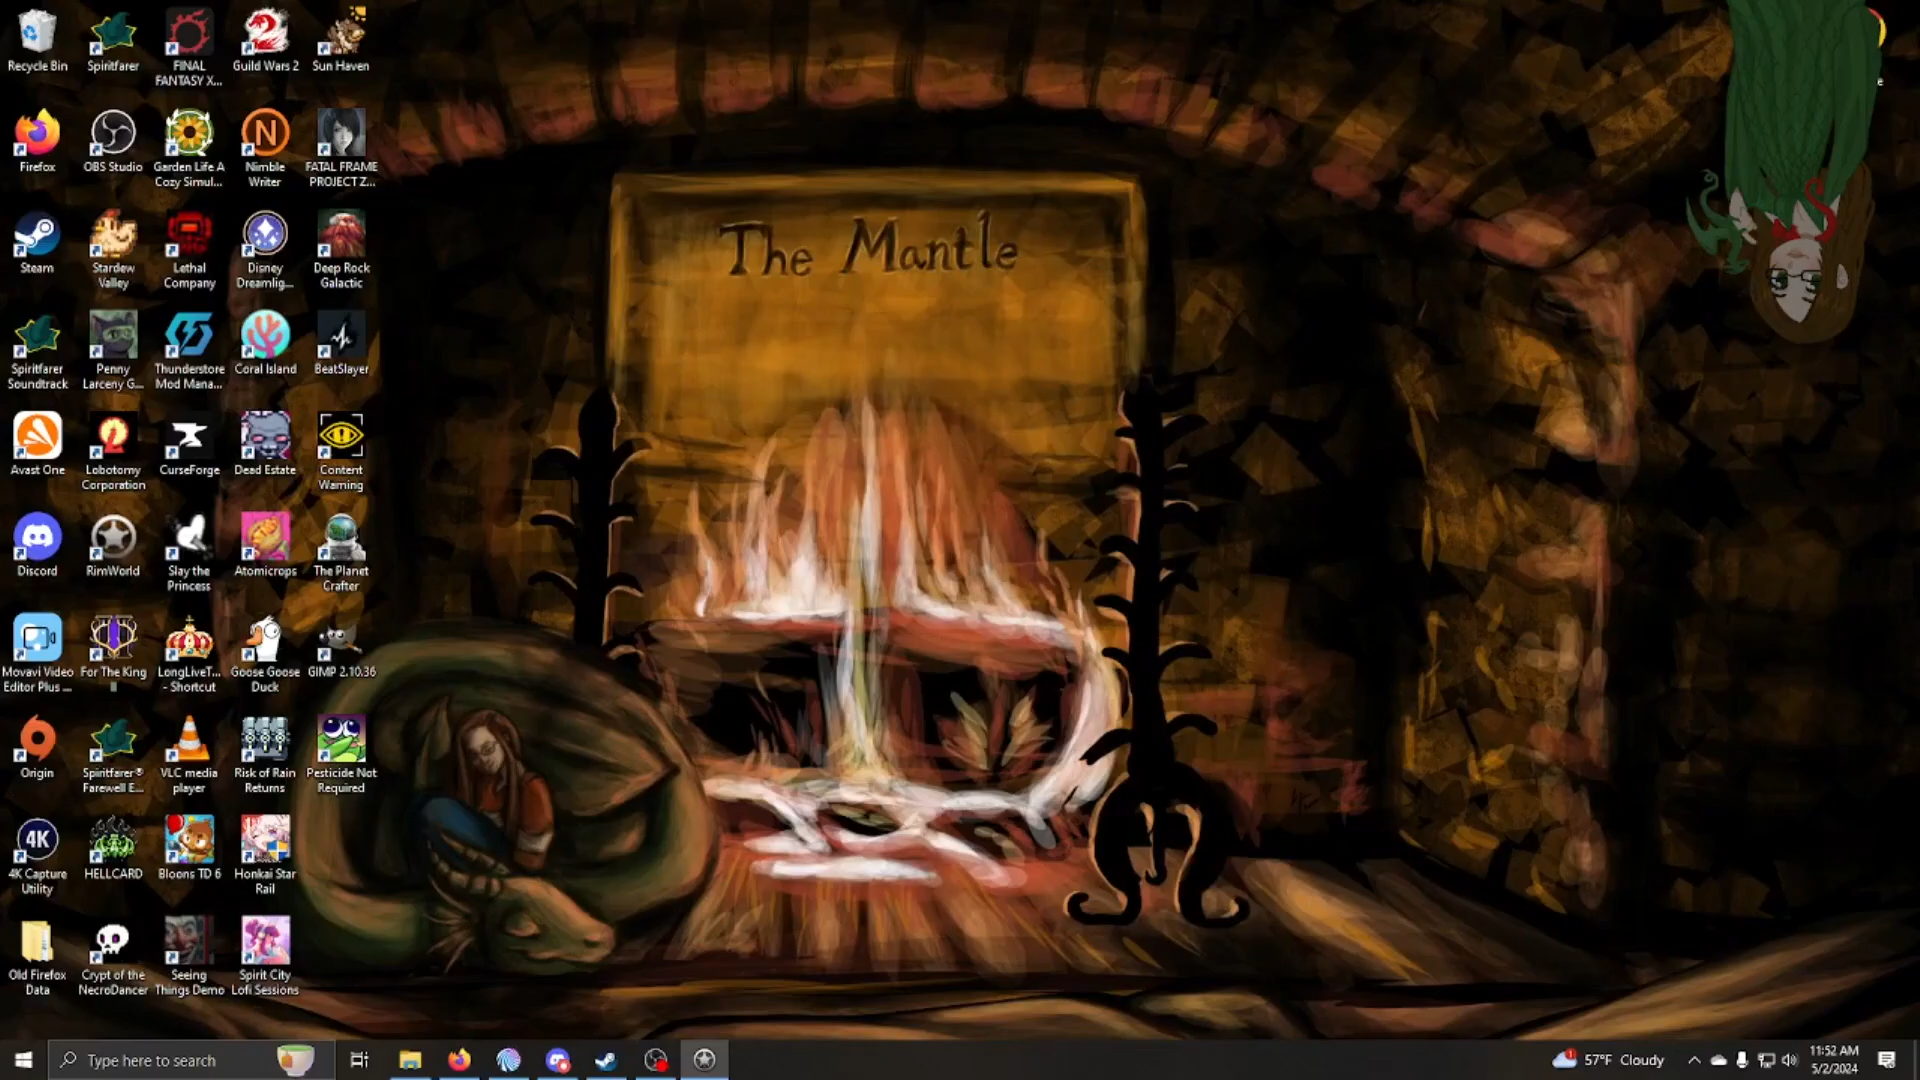 Recycle Bin
Spiritfarer
FINAL
FANTASY X...
Guild Wars 2
Sun Haven
e
Firefox
OBS Studio
Garden Life A
Cozy Simul...
Nimble
Writer
FATAL FRAME
PROJECT Z...
The Mantle
Steam
Stardew
Valley
Lethal
Company
Disney
Dreamlig...
Deep Rock
Galactic
Spiritfarer
Soundtrack
Penny
Larceny G...
Thunderstore
Mod Mana...
Coral Island
BeatSlayer
Avast One
Lobotomy
Corporation
CurseForge
Dead Estate
Content
Warning
Discord
RimWorld
Slay the
Princess
Atomicrops
The Planet
Crafter
Movavi Video
Editor Plus ...
For The King
II
LongLiveT...
- Shortcut
Goose Goose
Duck
GIMP 2.10.36
Origin
Spiritfarer®
Farewell E...
VLC media
player
Risk of Rain
Returns
Pesticide Not
Required
4K
4K Capture
Utility
HELLCARD
Bloons TD 6
Honkai Star
Rail
Old Firefox
Data
Crypt of the
NecroDancer
Seeing
Things Demo
Spirit City
Lofi Sessions
Type here to search
1
57°F Cloudy
11:52 AM
5/2/2024